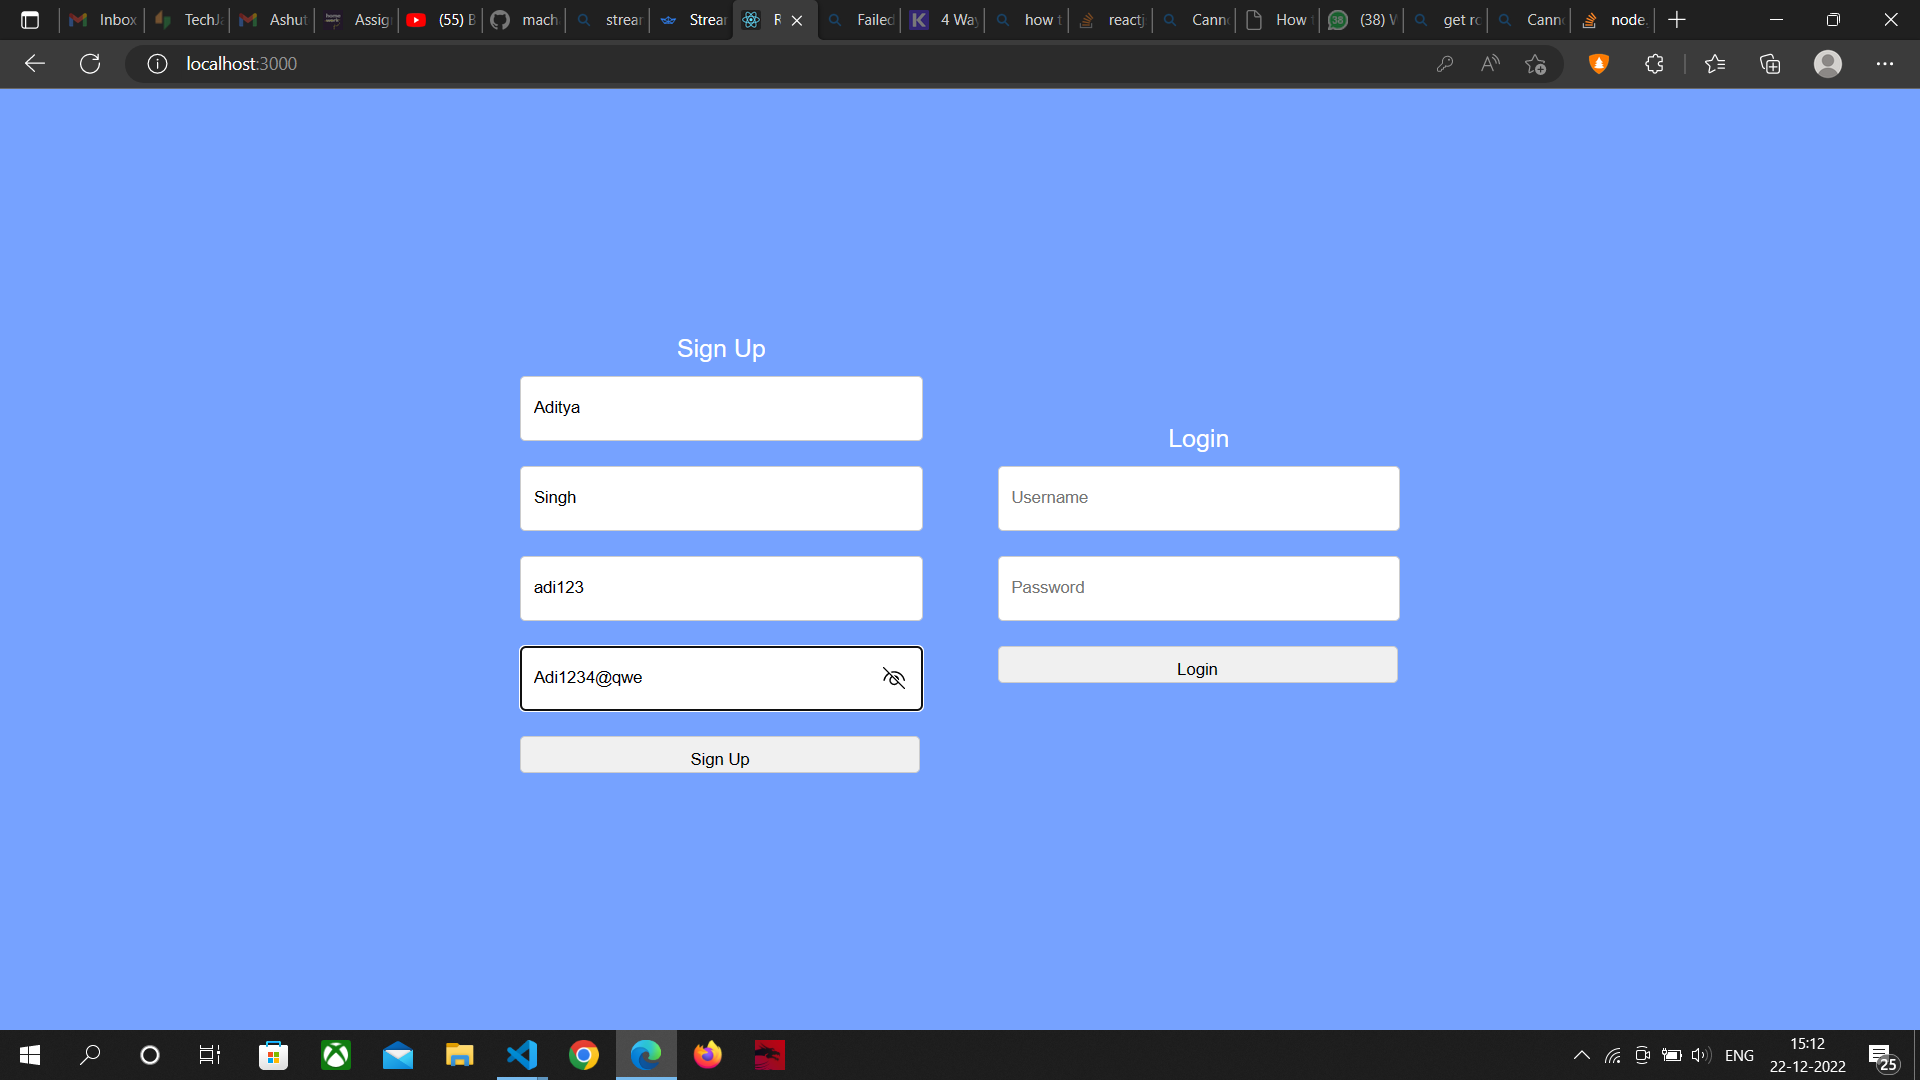 Inbox
TechJ
Ashut
Assig
(55) B
mach
strear
Strear
Failed
4 Way
how t
reactj
Cann
How
(38) W
get ro
Cann
node.
localhost:3000
Sign Up
Aditya
Singh
adi123
Adi1234@qwe
Sign Up
Login
Username
Password
Login
ENG
15:12
22-12-2022
25